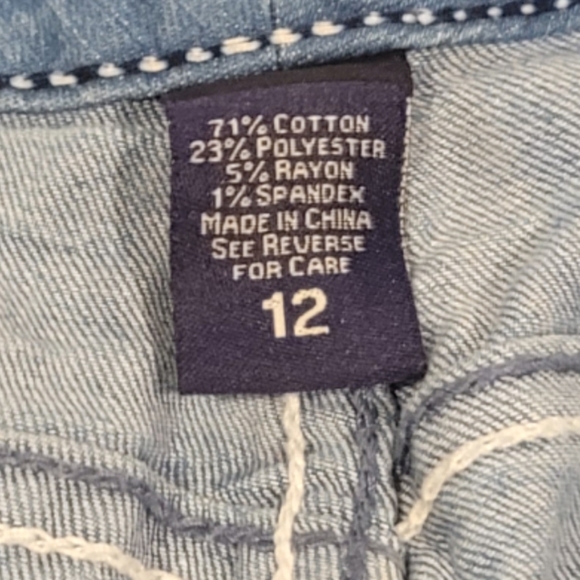 71% COTTON
23% POLYESTER
5% RAYON
1% SPANDEX
MADE IN CHINA
SEE REVERSE
FOR CARE
12